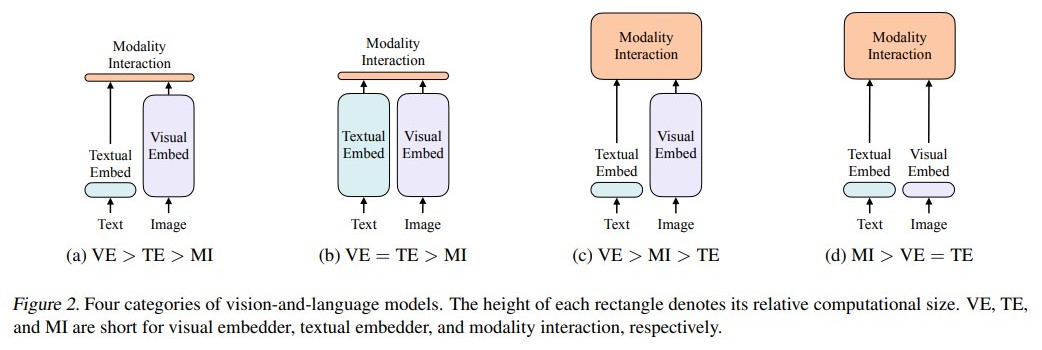 Modality
Interaction
Textual
Embed
Visual
Embed
Text
Image
(a) VE > TE > MI
Modality
Interaction
Textual
Embed
Visual
Embed
Text
Image
(b) VE = TE > MI
Modality
Interaction
Textual
Embed
Visual
Embed
Text
Image
(c) VE > MI > TE
Modality
Interaction
Textual
Embed
Visual
Embed
Text
Image
(d) MI > VE = TE
Figure 2. Four categories of vision-and-language models. The height of each rectangle denotes its relative computational size. VE, TE,
and MI are short for visual embedder, textual embedder, and modality interaction, respectively.